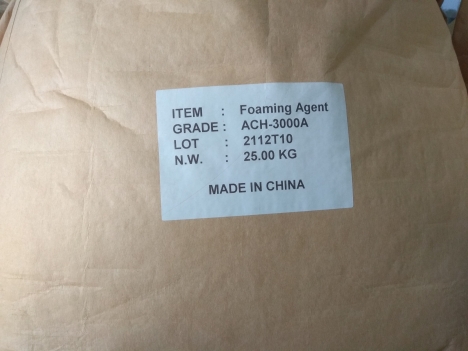 ITEM : Foaming Agent
GRADE : ACH-3000A
LOT : 2112T10
N.W. : 25.00 KG
MADE IN CHINA